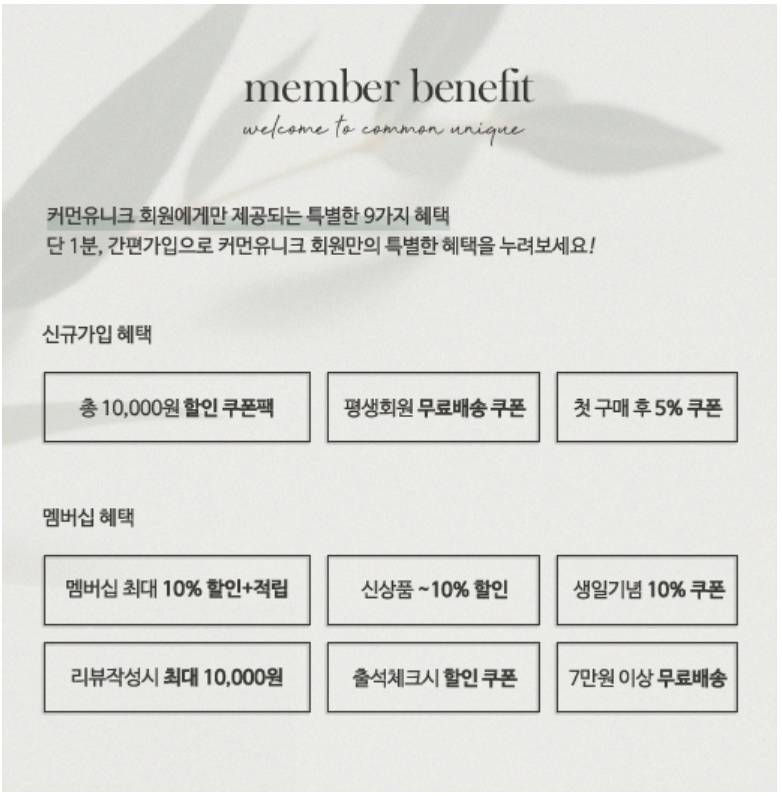 member benefit
welcome to common unique
커먼유니크 회원에게만 제공되는 특별한 9가지 혜택
단 1분, 간편가입으로 커먼유니크 회원만의 특별한 혜택을 누려보세요!
신규가입 혜택
총 10,000원 할인 쿠폰팩
평생회원 무료배송 쿠폰
첫 구매 후 5% 쿠폰
멤버십 혜택
멤버십 최대 10% 할인+적립
신상품 ~10% 할인
생일기념 10% 쿠폰
리뷰작성시 최대 10,000원
출석체크시 할인 쿠폰
7만원 이상 무료배송